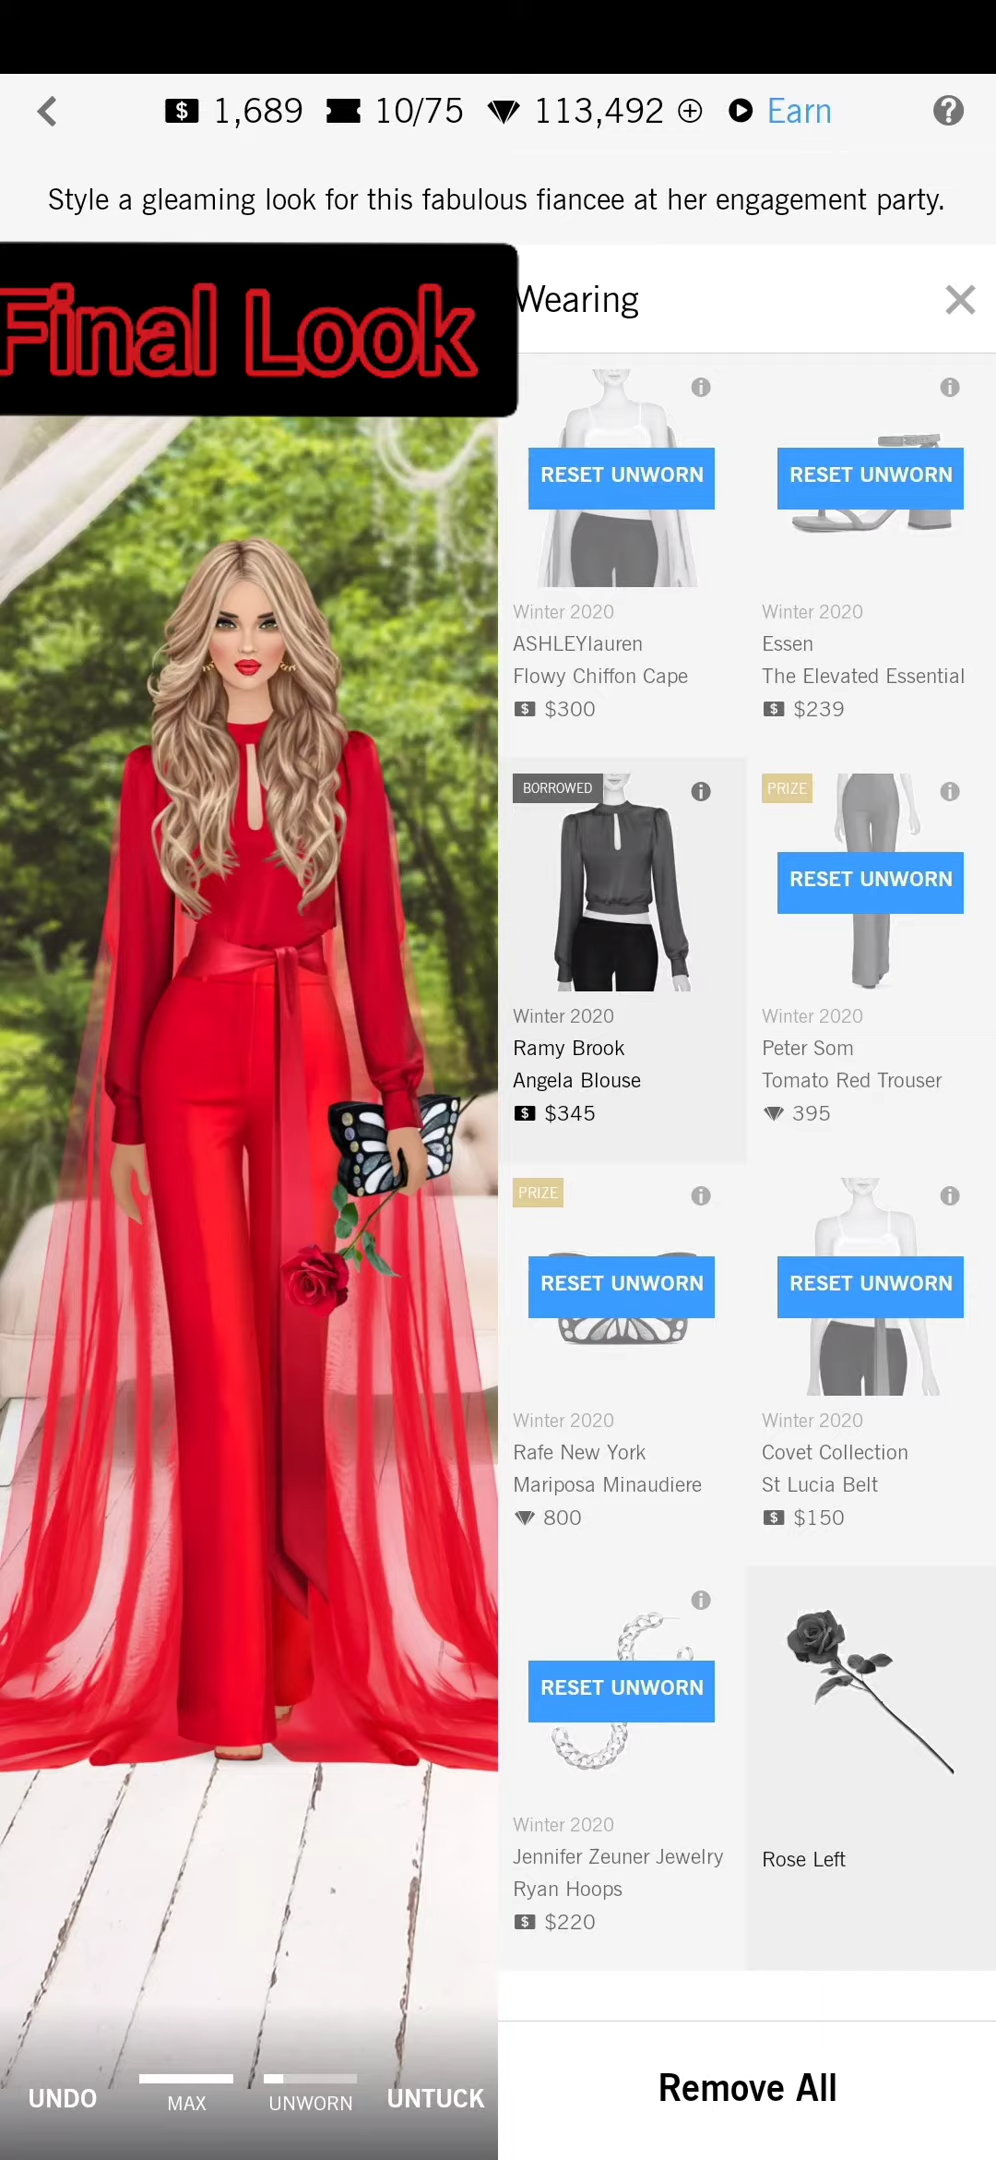 1,689 10/75 113,492 Earn
Style a gleaming look for this fabulous fiancee at her engagement party.
Final Look
Wearing
RESET UNWORN
Winter 2020
ASHLEYlauren
Flowy Chiffon Cape
$300
RESET UNWORN
Winter 2020
Essen
The Elevated Essential
$239
BORROWED
Winter 2020
Ramy Brook
Angela Blouse
$345
PRIZE
RESET UNWORN
Winter 2020
Peter Som
Tomato Red Trouser
395
PRIZE
RESET UNWORN
Winter 2020
Rafe New York
Mariposa Minaudiere
800
RESET UNWORN
Winter 2020
Covet Collection
St Lucia Belt
$150
RESET UNWORN
Winter 2020
Jennifer Zeuner Jewelry
Ryan Hoops
$220
Rose Left
UNDO
MAX
UNWORN
UNTUCK
Remove All